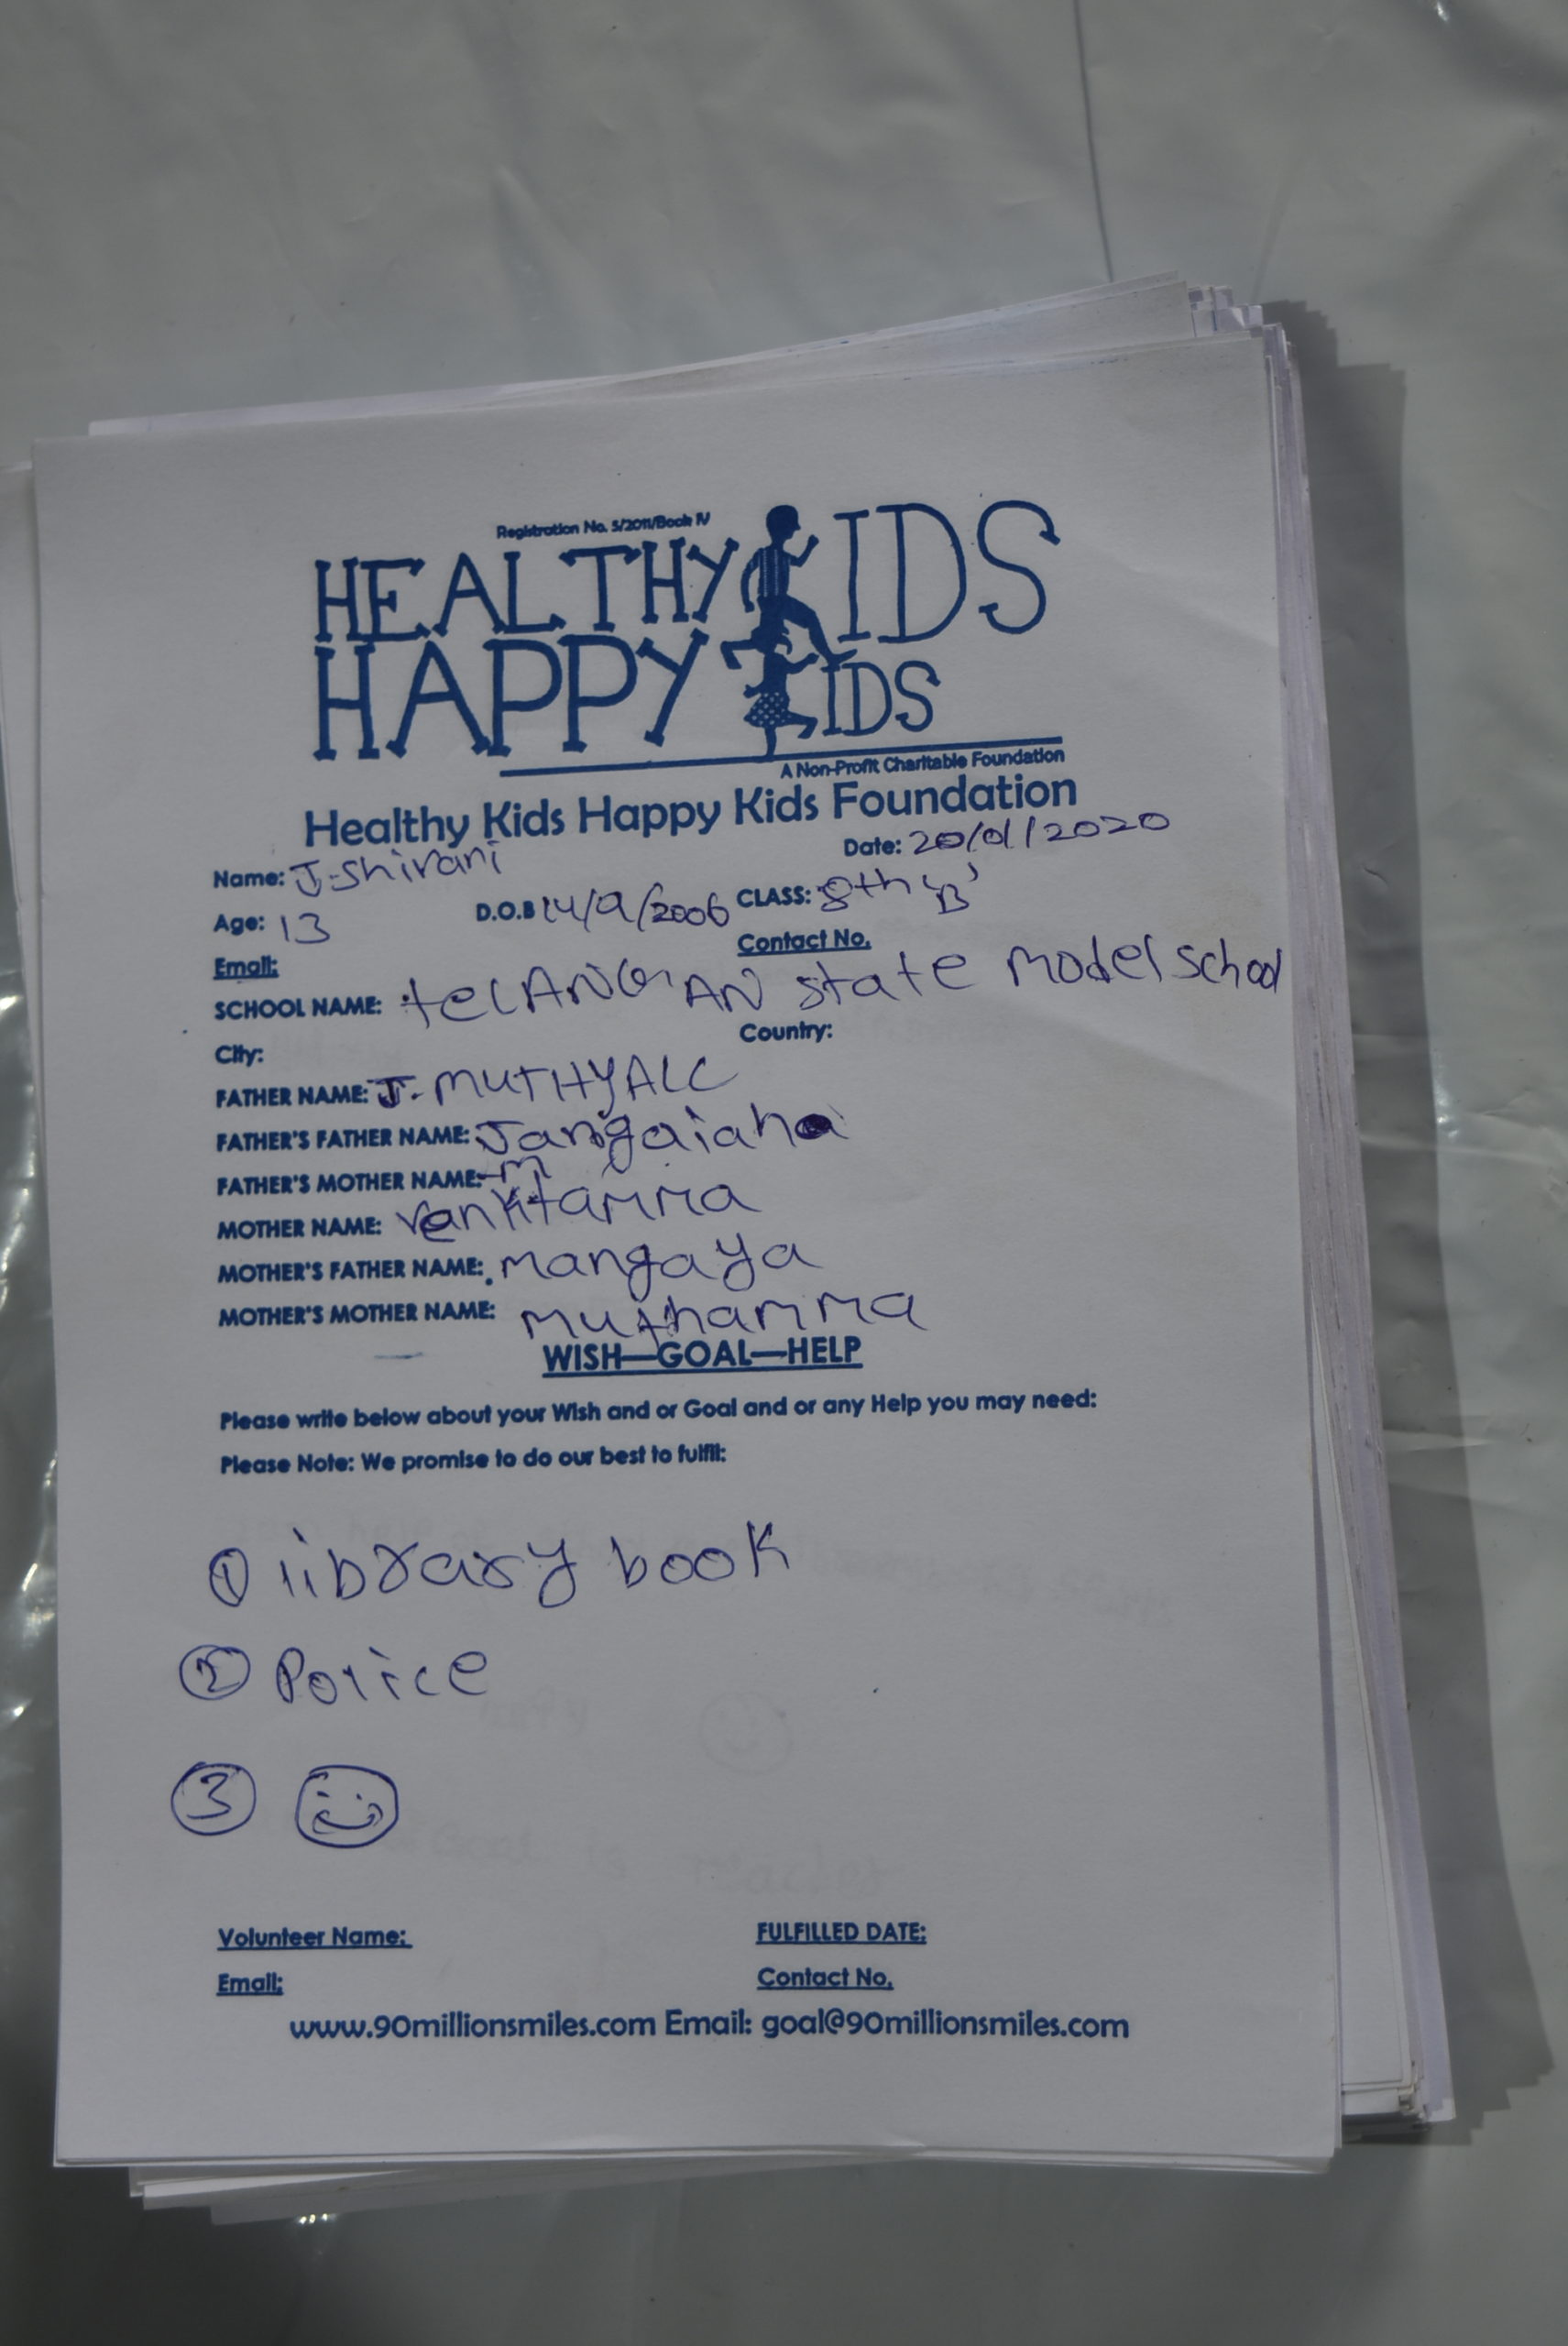 Registration No. 5/2011/Book IV
HEALTHY KIDS
HAPPY KIDS
A Non-Profit Charitable Foundation
Healthy Kids Happy Kids Foundation
Date: 20/01/2020
Name: J.shivani
Age: 13 D.O.B 14/9/2006 CLASS: 8th 'B'
Email: Contact No.
SCHOOL NAME: telANGAN state model school
City: Country:
FATHER NAME: J. MUTHYALC
FATHER'S FATHER NAME: Jangaiaha
FATHER'S MOTHER NAME: m
MOTHER NAME: venktamma
MOTHER'S FATHER NAME: mangaya
MOTHER'S MOTHER NAME: muthamma
WISH—GOAL—HELP
Please write below about your Wish and or Goal and or any Help you may need:
Please Note: We promise to do our best to fulfil:
① library book
② Police
③
Volunteer Name: FULFILLED DATE:
Email: Contact No.
www.90millionsmiles.com Email: goal@90millionsmiles.com